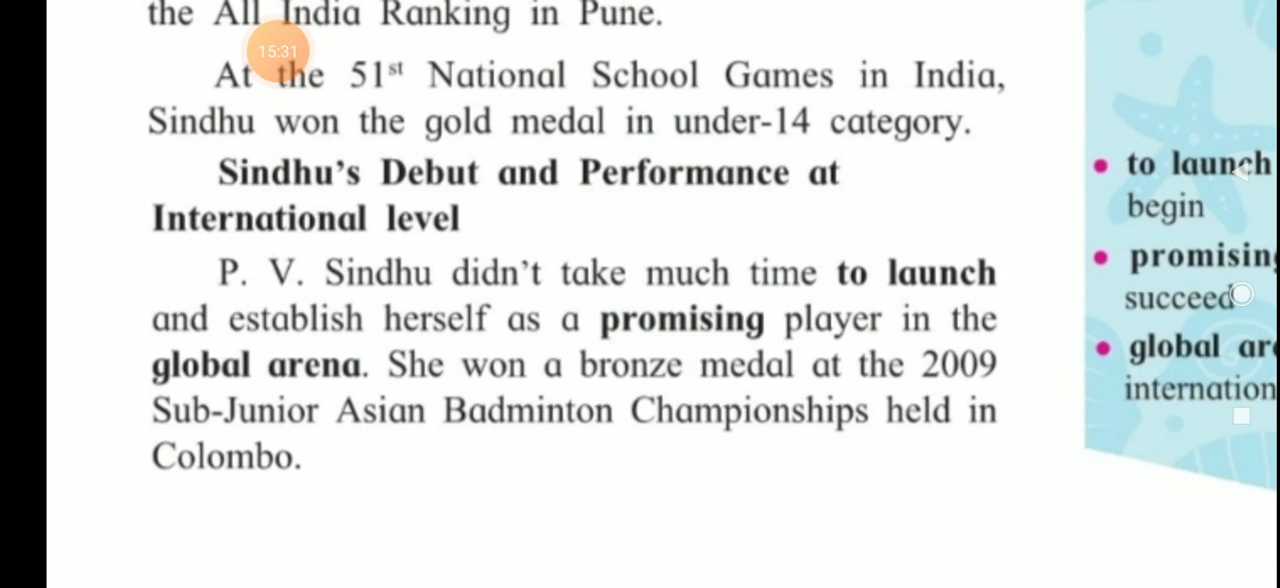 the All India Ranking in Pune.
15:31
At the 51st National School Games in India,
Sindhu won the gold medal in under-14 category.
Sindhu's Debut and Performance at
International level
P. V. Sindhu didn't take much time to launch
and establish herself as a promising player in the
global arena. She won a bronze medal at the 2009
Sub-Junior Asian Badminton Championships held in
Colombo.
• to launch
begin
• promising
succeed
• global
internation